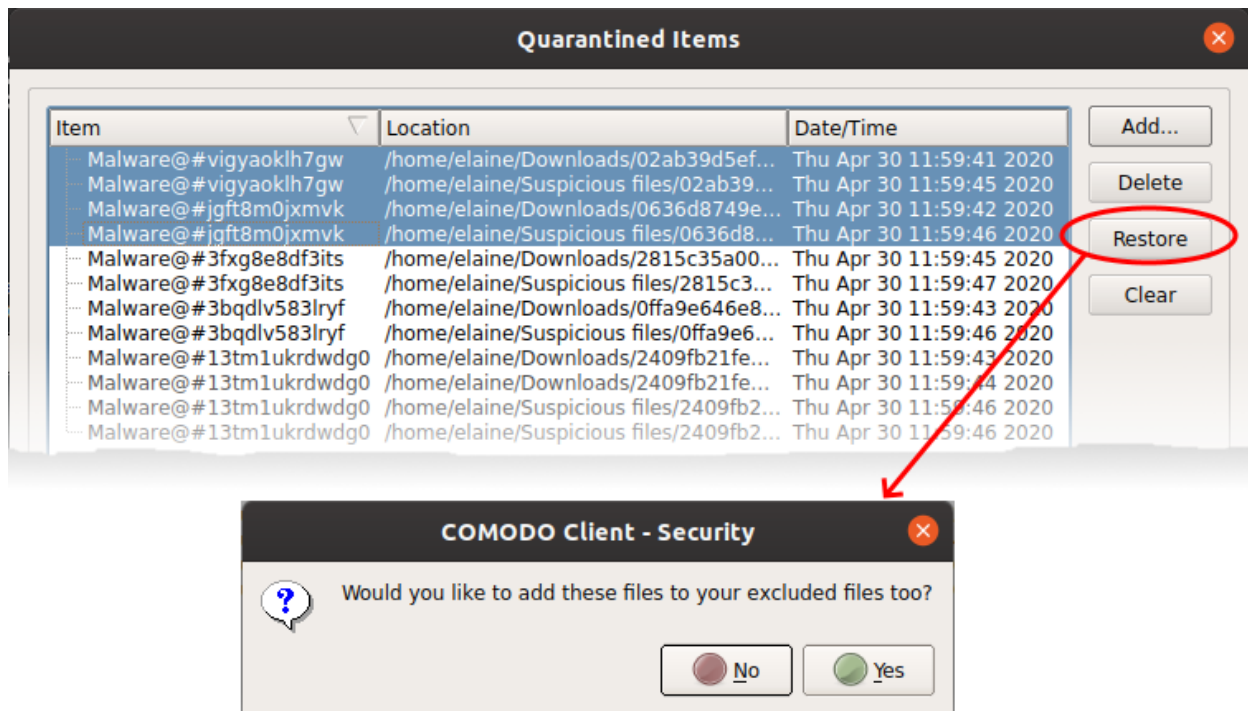 Quarantined Items
Item Location Date/Time Add...
Malware@#vigyaoklh7gw /home/elaine/Downloads/02ab39d5ef... Thu Apr 30 11:59:41 2020
Malware@#vigyaoklh7gw /home/elaine/Suspicious files/02ab39... Thu Apr 30 11:59:45 2020 Delete
Malware@#jgft8m0jxmvk /home/elaine/Downloads/0636d8749e... Thu Apr 30 11:59:42 2020
Malware@#jgft8m0jxmvk /home/elaine/Suspicious files/0636d8... Thu Apr 30 11:59:46 2020 Restore
Malware@#3fxg8e8df3its /home/elaine/Downloads/2815c35a00... Thu Apr 30 11:59:45 2020
Malware@#3fxg8e8df3its /home/elaine/Suspicious files/2815c3... Thu Apr 30 11:59:47 2020 Clear
Malware@#3bqdlv583lryf /home/elaine/Downloads/0ffa9e646e8... Thu Apr 30 11:59:43 2020
Malware@#3bqdlv583lryf /home/elaine/Suspicious files/0ffa9e6... Thu Apr 30 11:59:46 2020
Malware@#13tm1ukrdwdg0 /home/elaine/Downloads/2409fb21fe... Thu Apr 30 11:59:43 2020
Malware@#13tm1ukrdwdg0 /home/elaine/Downloads/2409fb21fe... Thu Apr 30 11:59:44 2020
Malware@#13tm1ukrdwdg0 /home/elaine/Suspicious files/2409fb2... Thu Apr 30 11:59:46 2020
Malware@#13tm1ukrdwdg0 /home/elaine/Suspicious files/2409fb2... Thu Apr 30 11:59:46 2020
COMODO Client - Security
Would you like to add these files to your excluded files too?
No Yes